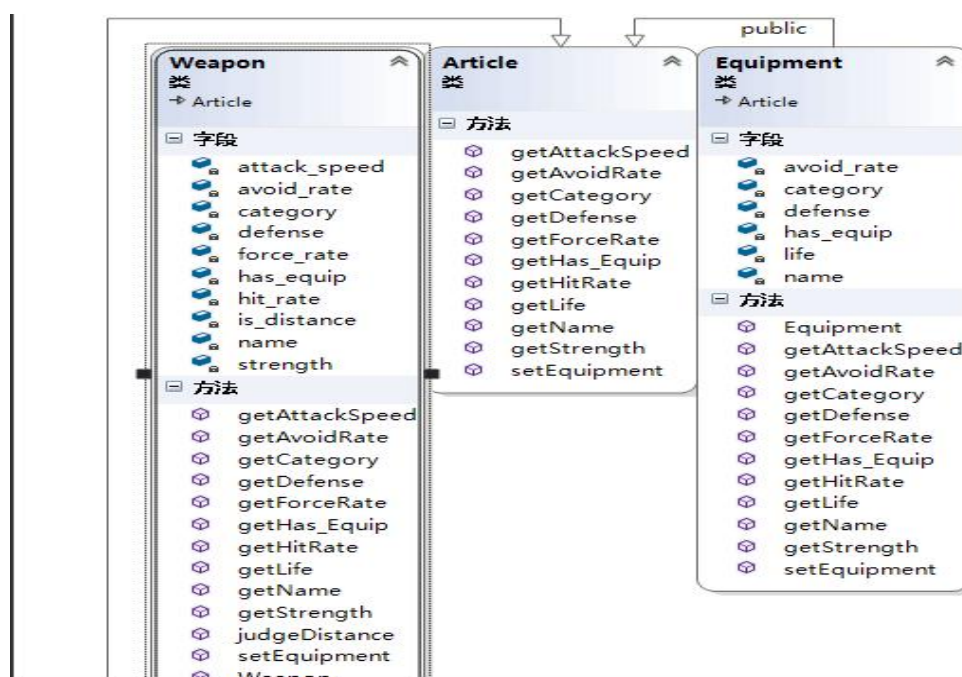 public
Weapon
类
Article
字段
attack_speed
avoid_rate
category
defense
force_rate
has_equip
hit_rate
is_distance
name
strength
方法
getAttackSpeed
getAvoidRate
getCategory
getDefense
getForceRate
getHas_Equip
getHitRate
getLife
getName
getStrength
judgeDistance
setEquipment
Weapon
Article
类
方法
getAttackSpeed
getAvoidRate
getCategory
getDefense
getForceRate
getHas_Equip
getHitRate
getLife
getName
getStrength
setEquipment
Equipment
类
Article
字段
avoid_rate
category
defense
has_equip
life
name
方法
Equipment
getAttackSpeed
getAvoidRate
getCategory
getDefense
getForceRate
getHas_Equip
getHitRate
getLife
getName
getStrength
setEquipment